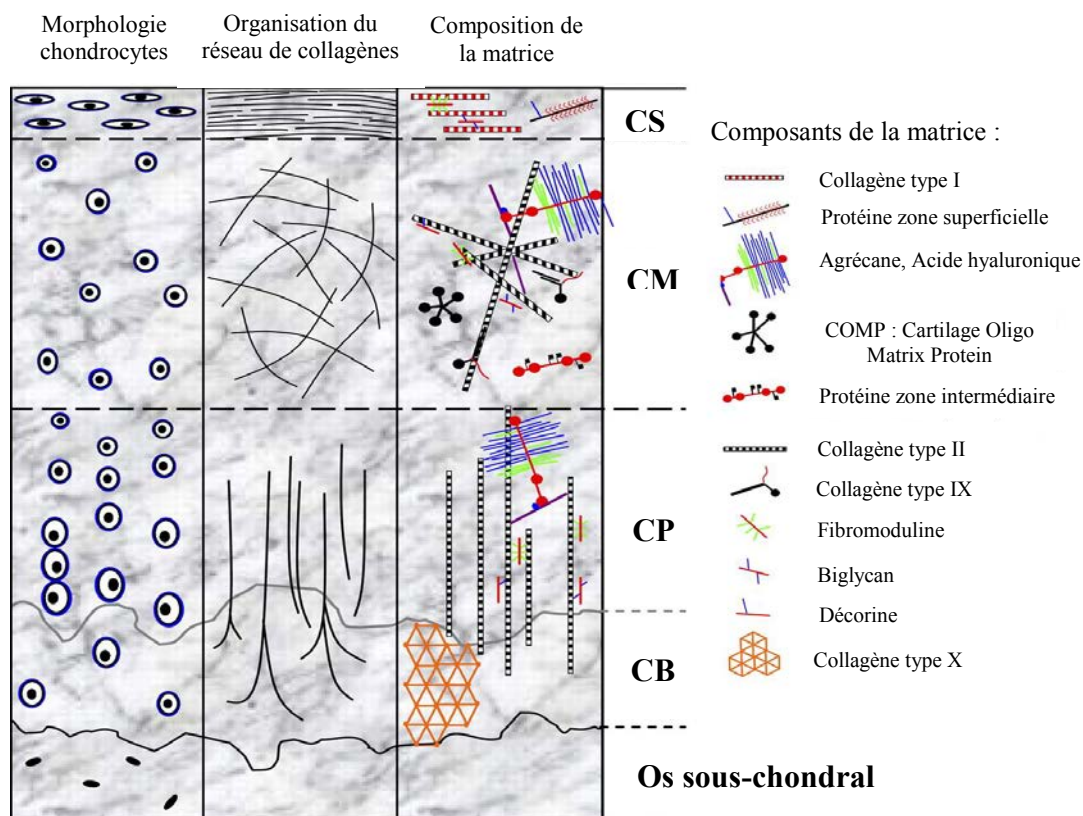 Morphologie
chondrocytes
Organisation du
réseau de collagènes
Composition de
la matrice
CS
CM
CP
CB
Os sous-chondral
Composants de la matrice :
Collagène type I
Protéine zone superficielle
Agrécane, Acide hyaluronique
COMP : Cartilage Oligo
Matrix Protein
Protéine zone intermédiaire
Collagène type II
Collagène type IX
Fibromoduline
Biglycan
Décorine
Collagène type X